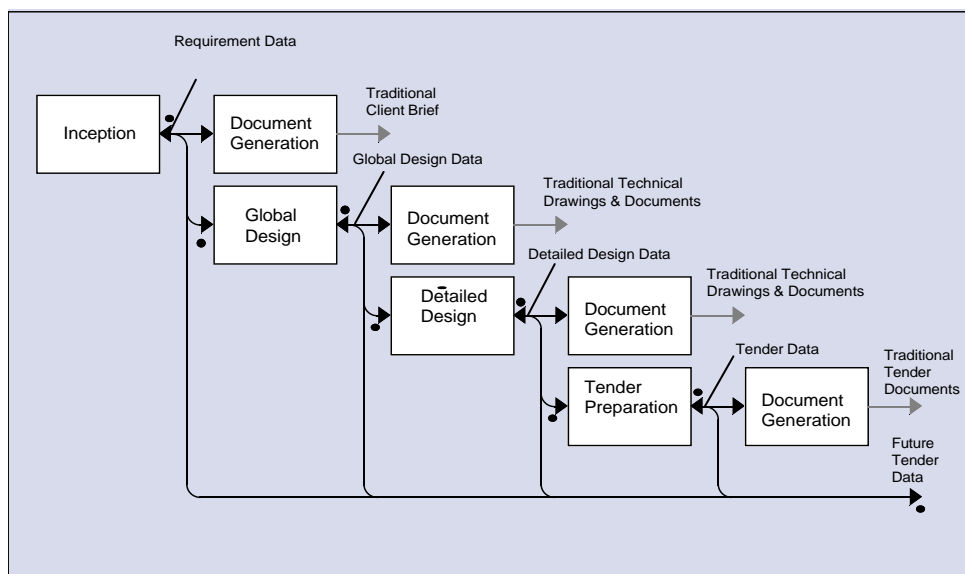 Requirement Data
Traditional
Client Brief
Inception
Document
Generation
Global Design Data
Traditional Technical
Drawings & Documents
Global
Design
Document
Generation
Detailed Design Data
Traditional Technical
Drawings & Documents
Detailed
Design
Document
Generation
Tender Data
Traditional
Tender
Documents
Tender
Preparation
Document
Generation
Future
Tender
Data